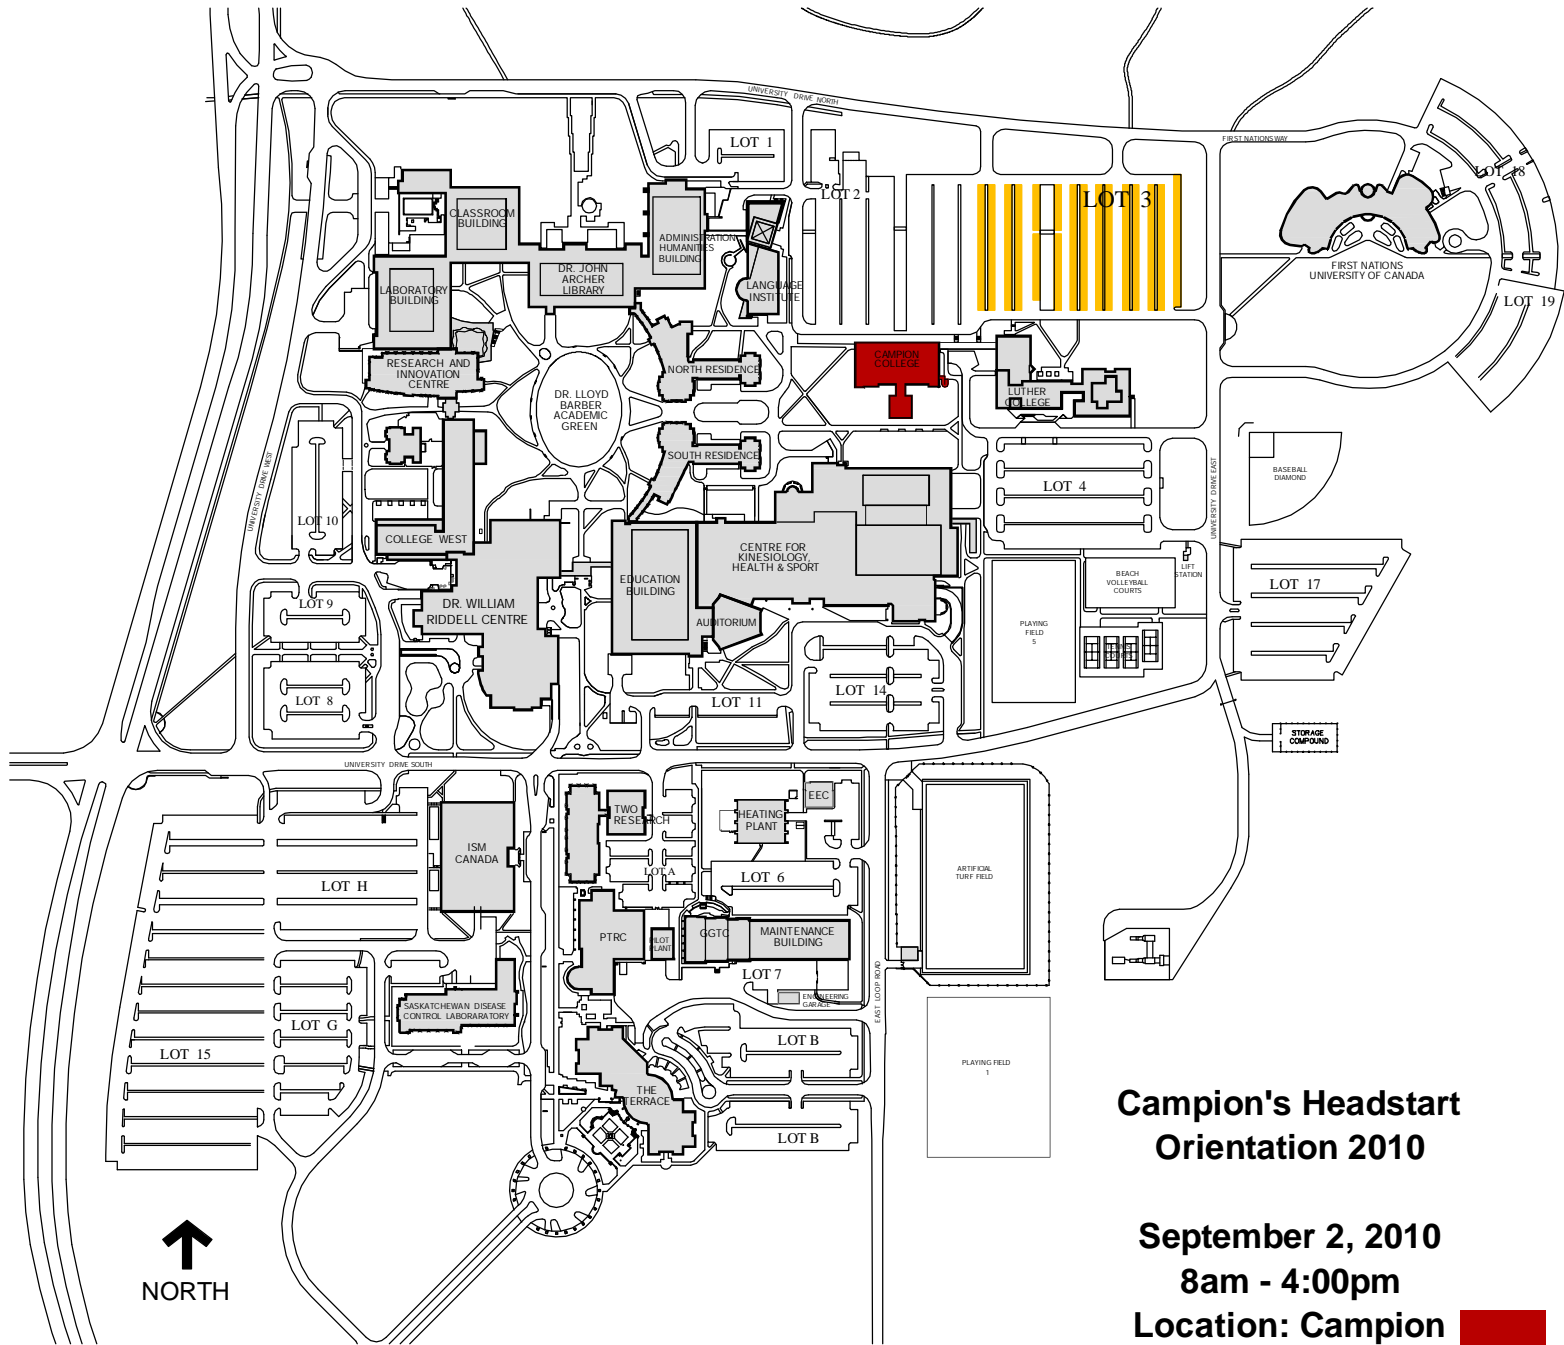 UNIVERSITY DRIVE NORTH
FIRST NATIONS WAY
LOT 1
LOT 2
LOT 3
LOT 18
CLASSROOM
BUILDING
ADMINISTRATION
HUMANITIES
BUILDING
DR. JOHN
ARCHER
LIBRARY
LABORATORY
BUILDING
LANGUAGE
INSTITUTE
FIRST NATIONS
UNIVERSITY OF CANADA
LOT 19
RESEARCH AND
INNOVATION
CENTRE
NORTH RESIDENCE
CAMPION
COLLEGE
LUTHER
COLLEGE
DR. LLOYD
BARBER
ACADEMIC
GREEN
SOUTH RESIDENCE
UNIVERSITY DRIVE WEST
UNIVERSITY DRIVE EAST
BASEBALL
DIAMOND
LOT 4
LOT 10
COLLEGE WEST
CENTRE FOR
KINESIOLOGY,
HEALTH & SPORT
EDUCATION
BUILDING
LIFT
STATION
BEACH
VOLLEYBALL
COURTS
LOT 17
LOT 9
DR. WILLIAM
RIDDELL CENTRE
AUDITORIUM
PLAYING
FIELD
5
TENNIS
COURTS
LOT 8
LOT 11
LOT 14
STORAGE
COMPOUND
UNIVERSITY DRIVE SOUTH
TWO
RESEARCH
HEATING
PLANT
EEC
ISM
CANADA
LOT H
LOT A
LOT 6
ARTIFICIAL
TURF FIELD
PTRC
PILOT
PLANT
GGTC
MAINTENANCE
BUILDING
LOT 7
ENGINEERING
GARAGE
EAST LOOP ROAD
SASKATCHEWAN DISEASE
CONTROL LABORARATORY
LOT G
LOT 15
LOT B
THE
TERRACE
LOT B
PLAYING FIELD
1
NORTH
Campion's Headstart
Orientation 2010
September 2, 2010
8am - 4:00pm
Location: Campion